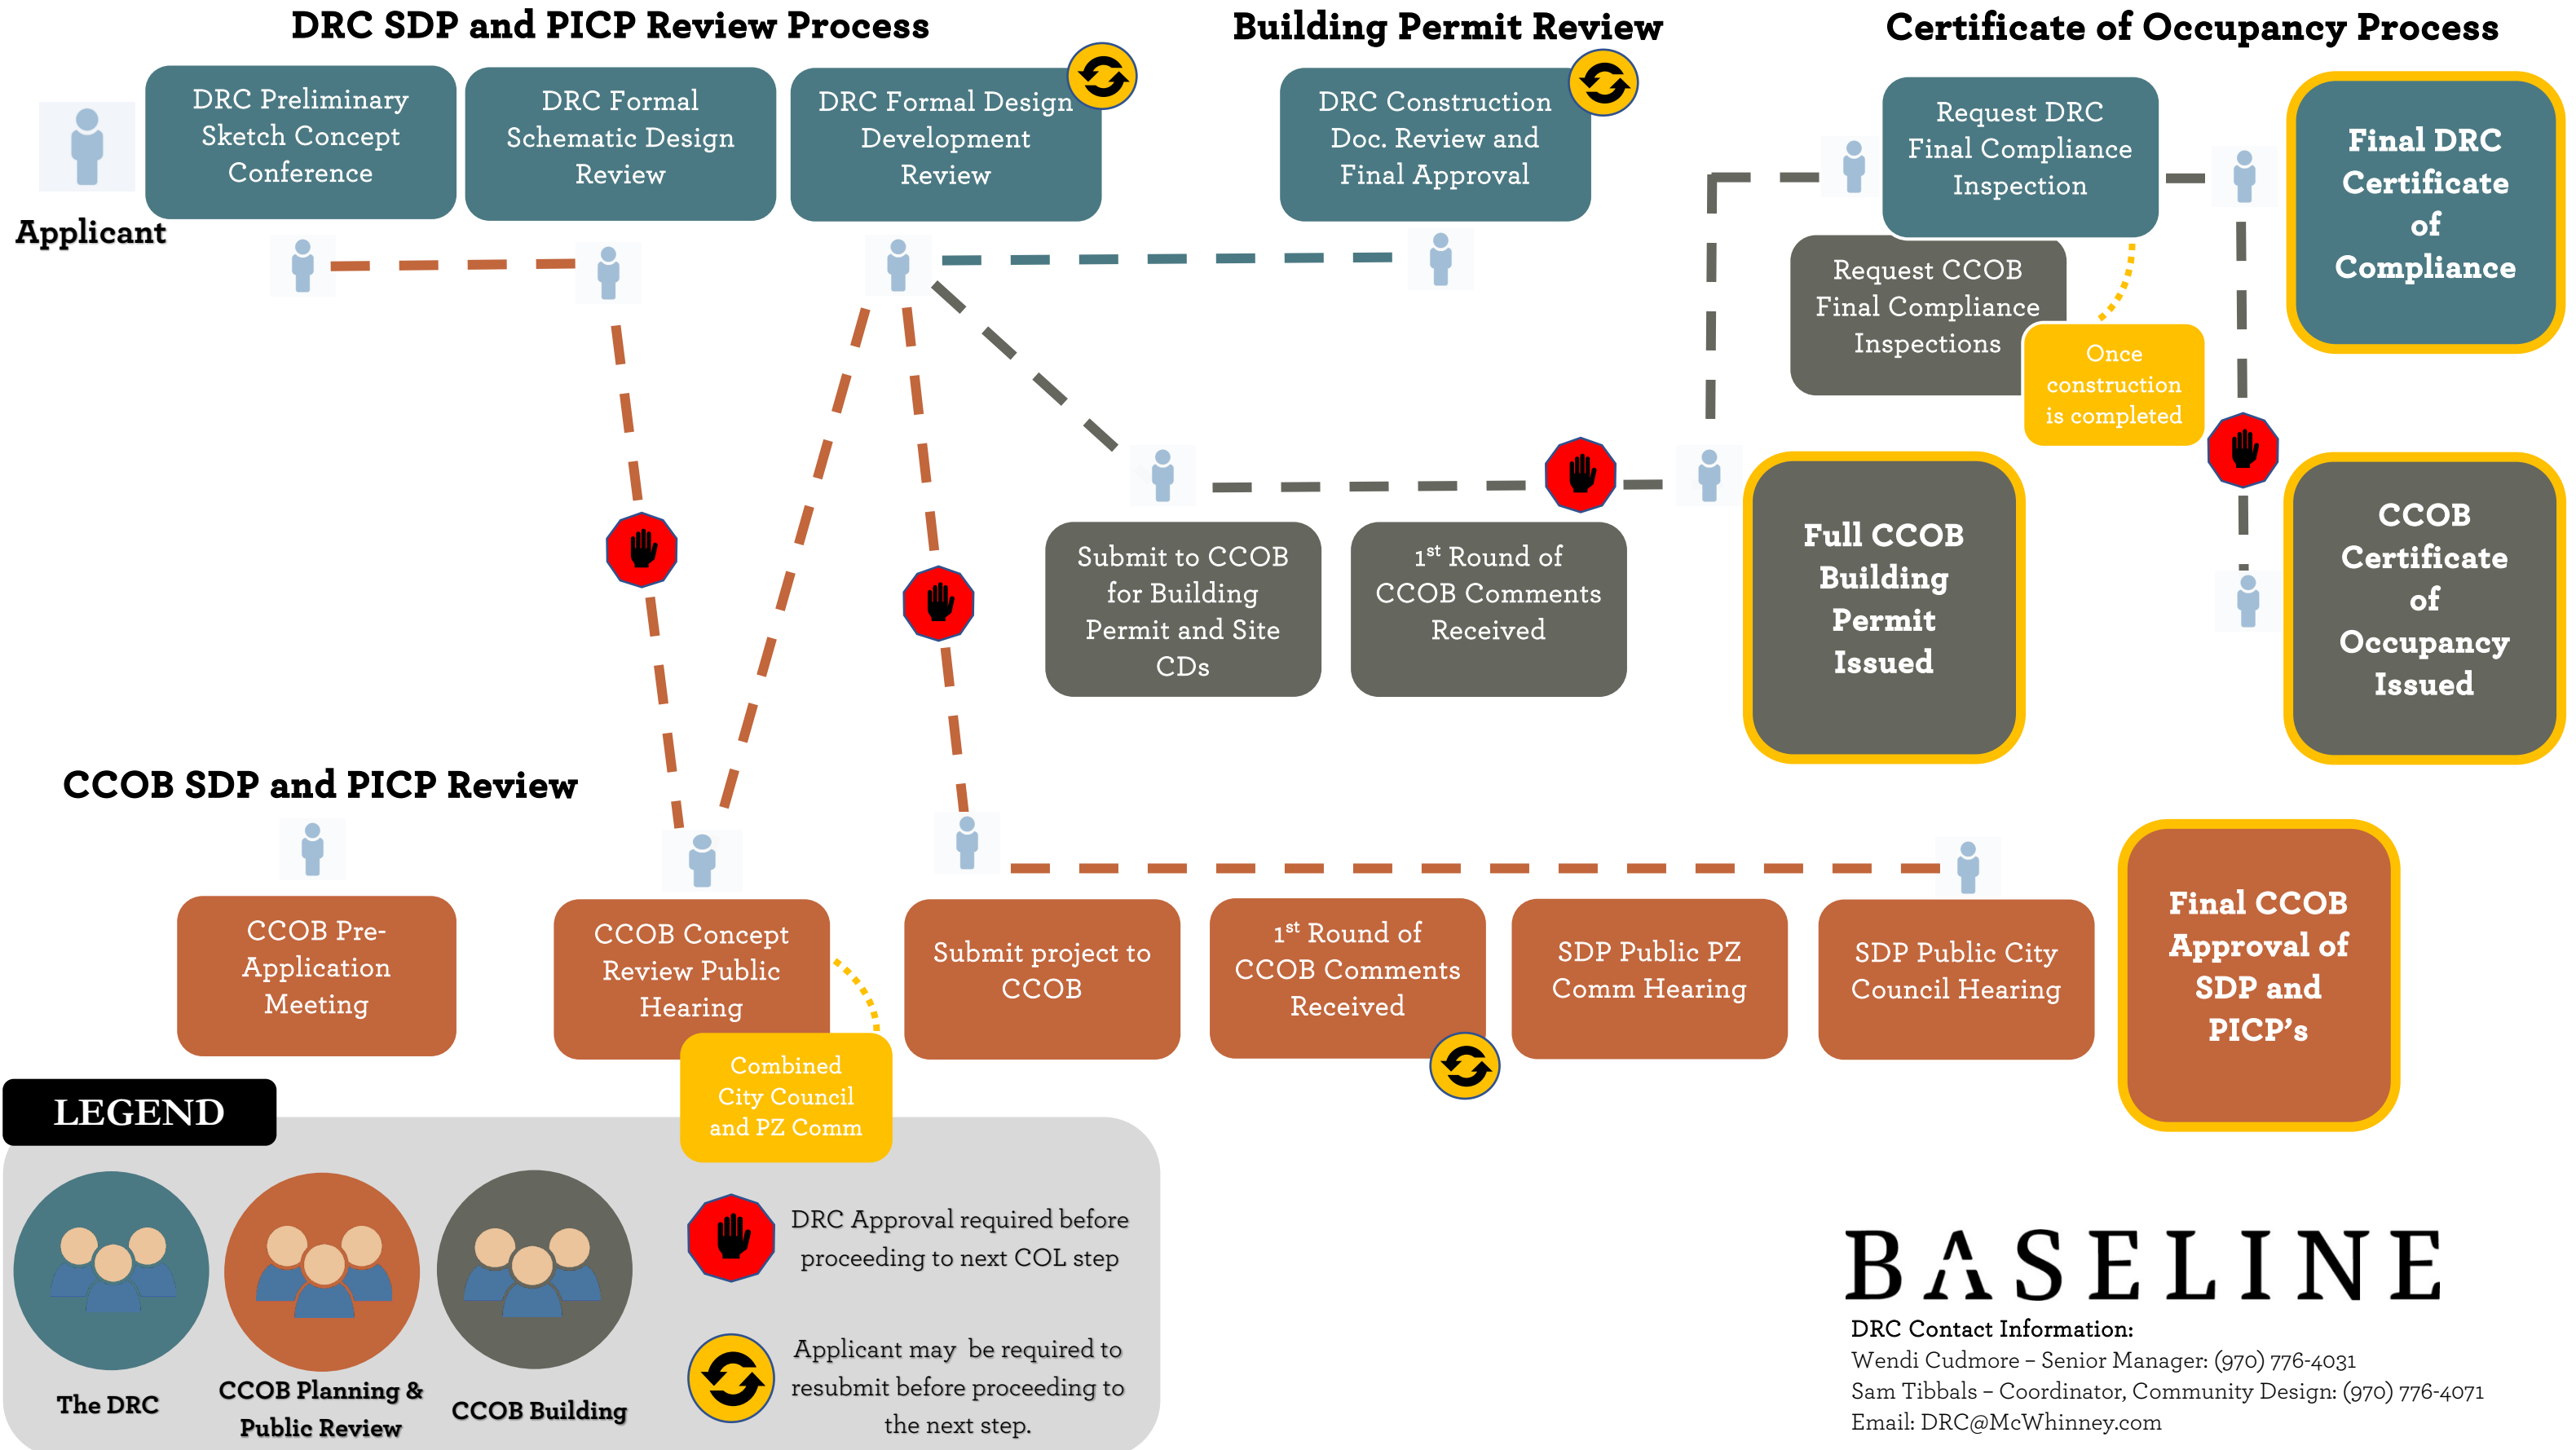 DRC SDP and PICP Review Process
Building Permit Review
Certificate of Occupancy Process
Applicant
DRC Preliminary
Sketch Concept
Conference
DRC Formal
Schematic Design
Review
DRC Formal Design
Development
Review
DRC Construction
Doc. Review and
Final Approval
Request DRC
Final Compliance
Inspection
Final DRC
Certificate
of
Compliance
Request CCOB
Final Compliance
Inspections
Once
construction
is completed
Submit to CCOB
for Building
Permit and Site
CDs
1st Round of
CCOB Comments
Received
Full CCOB
Building
Permit
Issued
CCOB
Certificate
of
Occupancy
Issued
CCOB SDP and PICP Review
CCOB Pre-
Application
Meeting
CCOB Concept
Review Public
Hearing
Combined
City Council
and PZ Comm
Submit project to
CCOB
1st Round of
CCOB Comments
Received
SDP Public PZ
Comm Hearing
SDP Public City
Council Hearing
Final CCOB
Approval of
SDP and
PICP's
LEGEND
The DRC
CCOB Planning &
Public Review
CCOB Building
DRC Approval required before
proceeding to next COL step
Applicant may  be required to
resubmit before proceeding to
the next step.
BASELINE
DRC Contact Information:
Wendi Cudmore – Senior Manager: (970) 776-4031
Sam Tibbals – Coordinator, Community Design: (970) 776-4071
Email: DRC@McWhinney.com